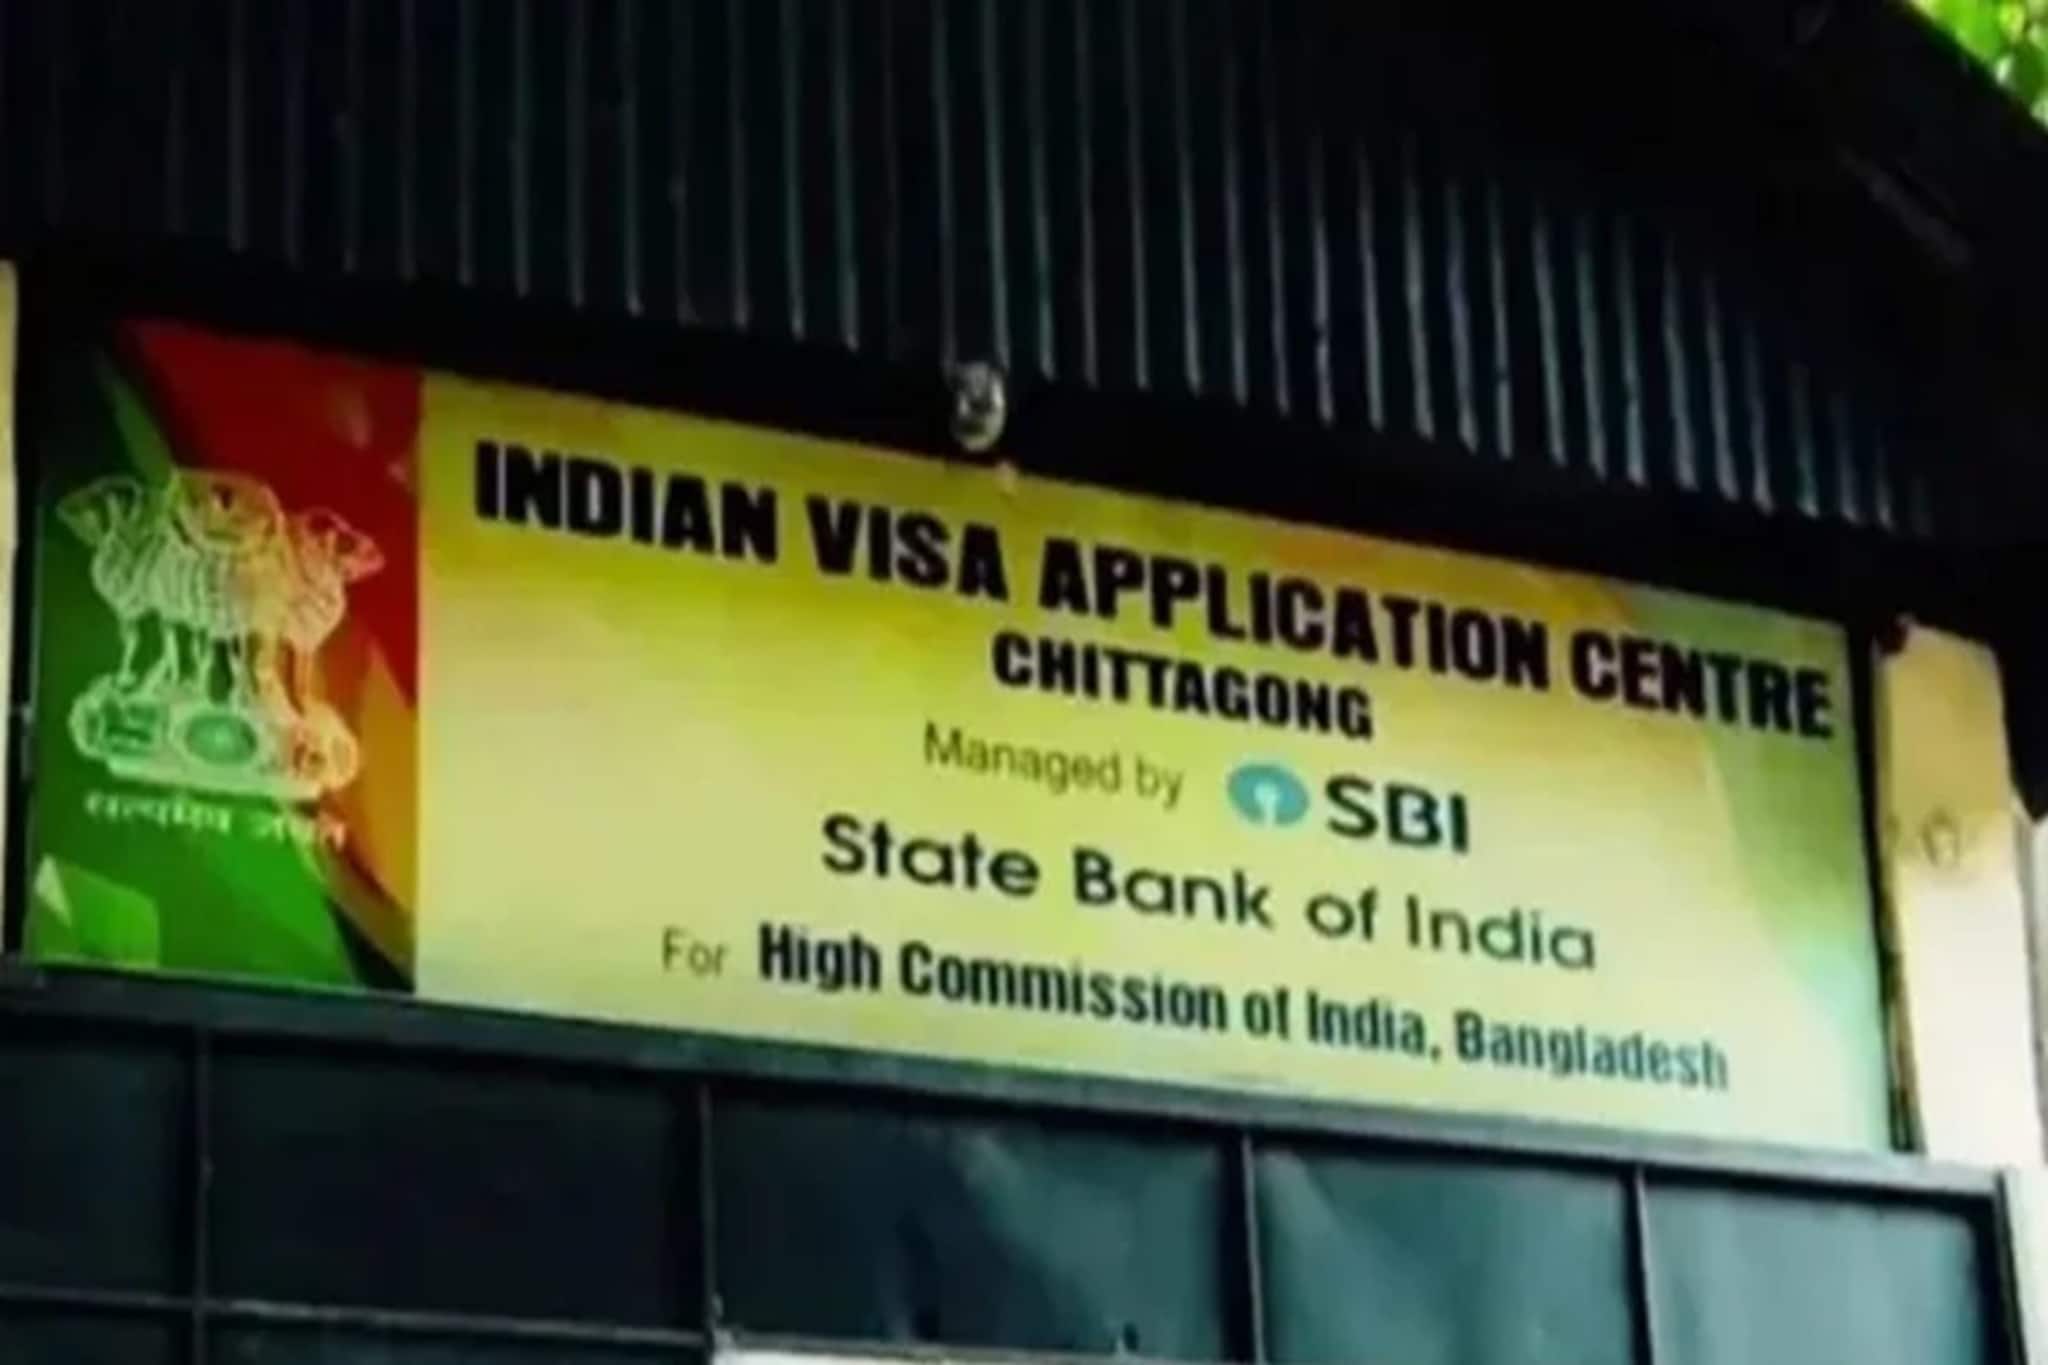 INDIAN VISA APPLICATION CENTRE
CHITTAGONG
Managed by SBI
State Bank of India
For High Commission of India, Bangladesh